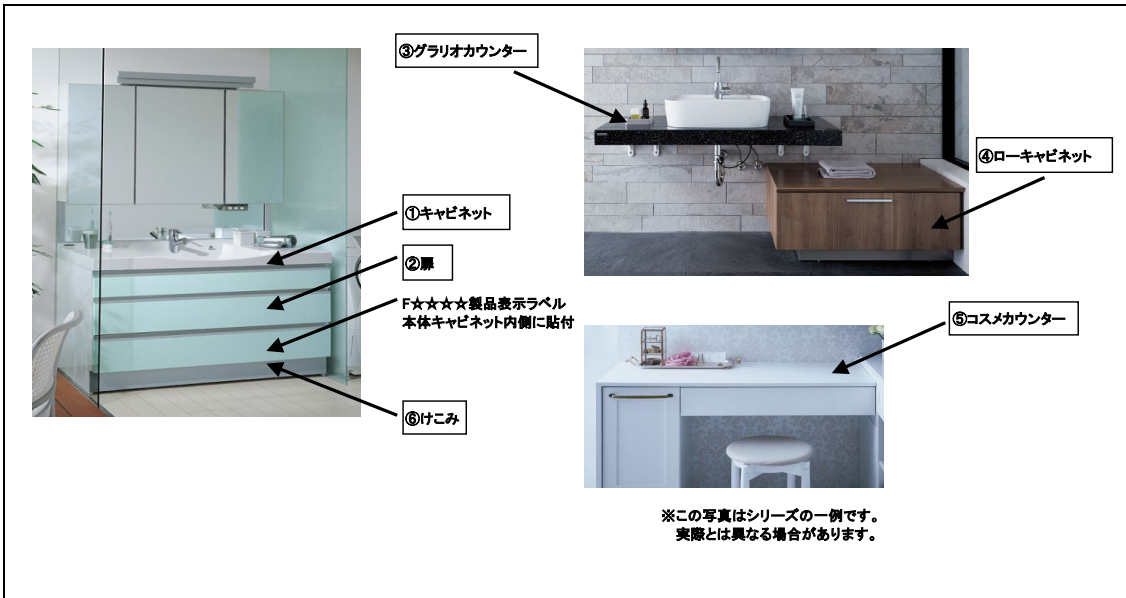 ③グラリオカウンター
④ローキャビネット
①キャビネット
②扉
F☆☆☆☆製品表示ラベル
本体キャビネット内側に貼付
⑤コスメカウンター
⑥けこみ
※この写真はシリーズの一例です。
実際とは異なる場合があります。